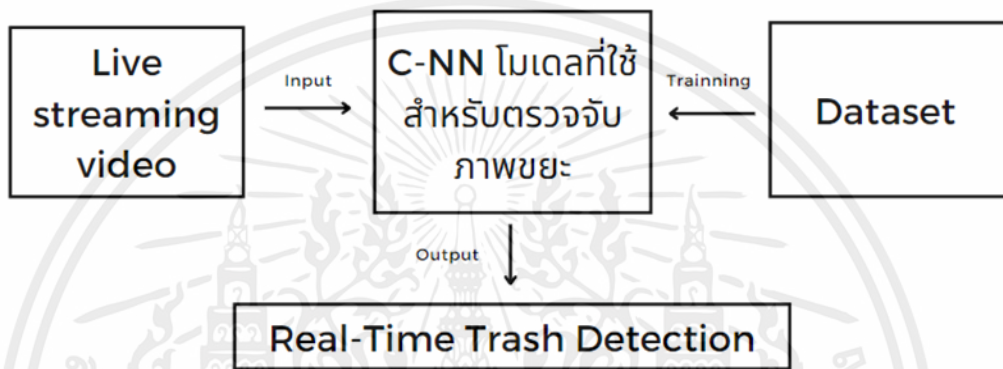 Live
streaming
video
Input
C-NN โมเดลที่ใช้
สำหรับตรวจจับ
ภาพขยะ
Trainning
Dataset
Output
Real-Time Trash Detection